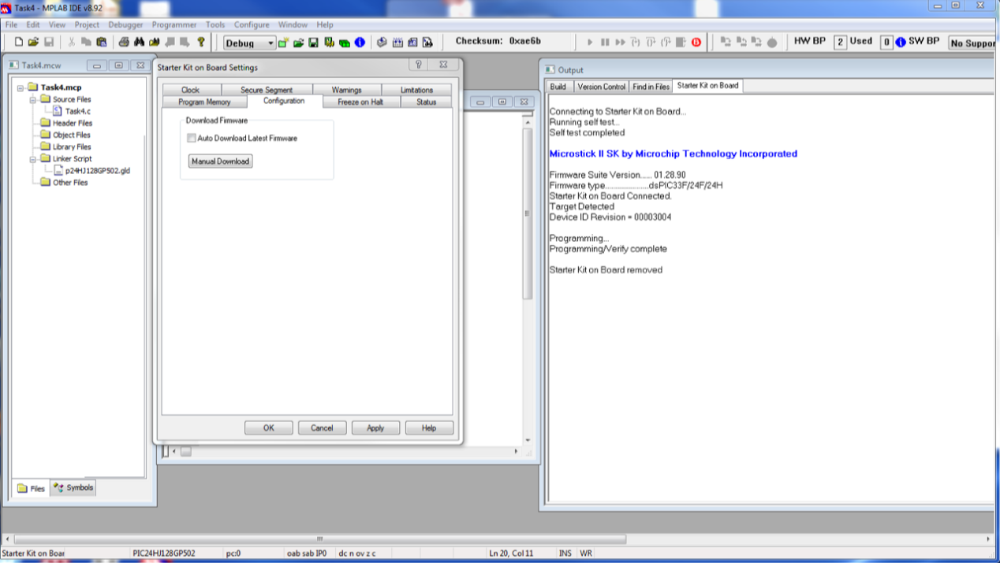 Task4 - MPLAB IDE v8.92
File Edit View Project Debugger Programmer Tools Configure Window Help
Debug
Checksum: 0xae6b
HW BP 2 Used 0 SW BP No Suppor
Task4.mcw
Task4.mcp
Source Files
Task4.c
Header Files
Object Files
Library Files
Linker Script
p24HJ128GP502.gld
Other Files
Files Symbols
Starter Kit on Board Settings
Clock Secure Segment Warnings Limitations
Program Memory Configuration Freeze on Halt Status
Download Firmware
Auto Download Latest Firmware
Manual Download
OK Cancel Apply Help
Output
Build Version Control Find in Files Starter Kit on Board
Connecting to Starter Kit on Board...
Running self test...
Self test completed
Microstick II SK by Microchip Technology Incorporated
Firmware Suite Version...... 01.28.90
Firmware type......................dsPIC33F/24F/24H
Starter Kit on Board Connected.
Target Detected
Device ID Revision = 00003004
Programming...
Programming/Verify complete
Starter Kit on Board removed
Starter Kit on Boar PIC24HJ128GP502 pc:0 oab sab IP0 dc n ov z c Ln 20, Col 11 INS WR